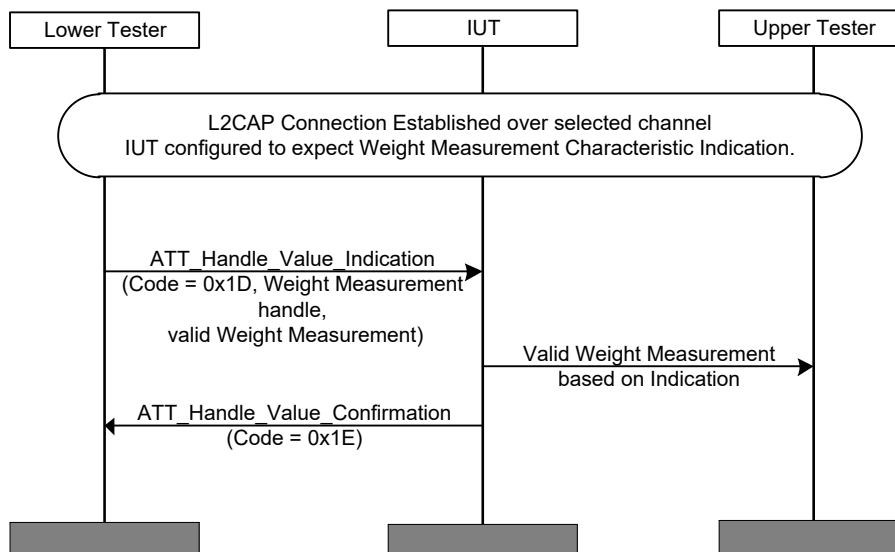 Lower Tester
IUT
Upper Tester
L2CAP Connection Established over selected channel
IUT configured to expect Weight Measurement Characteristic Indication.
ATT_Handle_Value_Indication
(Code = 0x1D, Weight Measurement
handle,
valid Weight Measurement)
Valid Weight Measurement
based on Indication
ATT_Handle_Value_Confirmation
(Code = 0x1E)